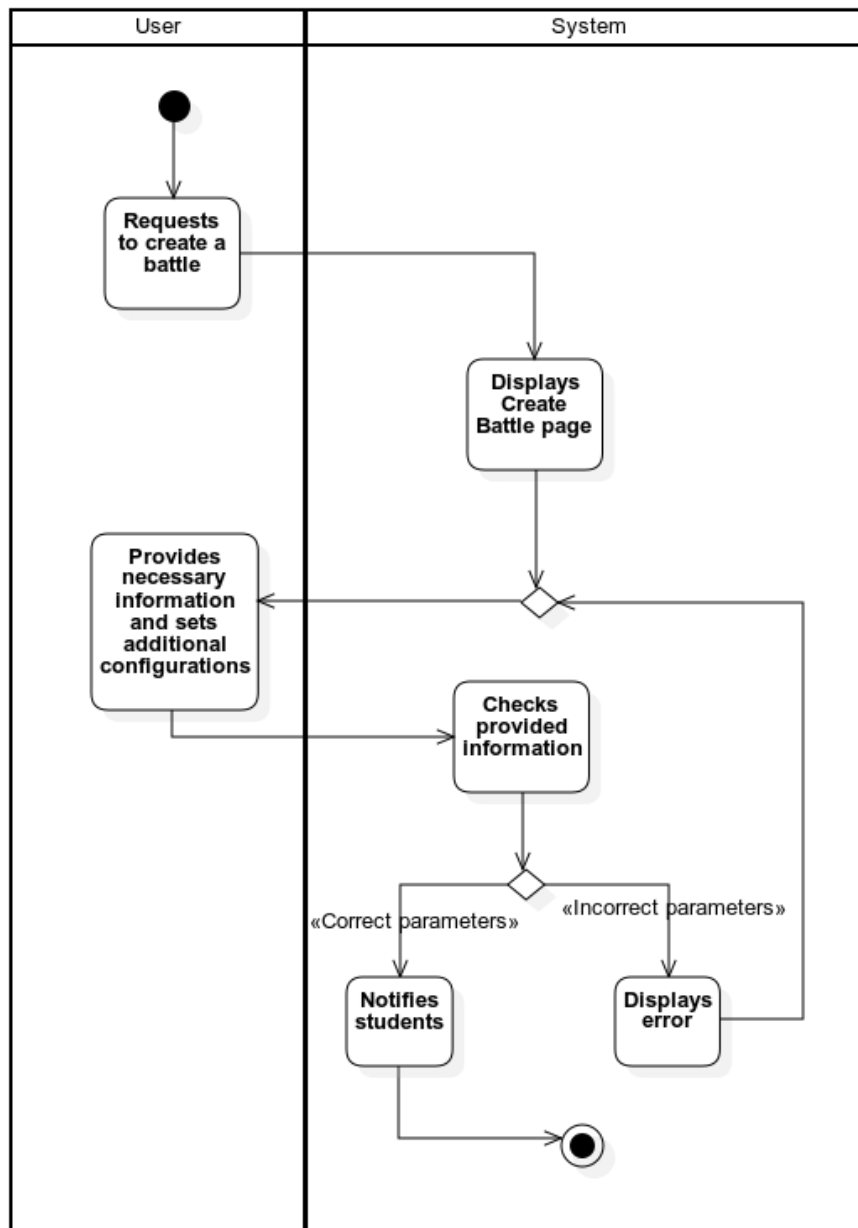 User
System
Requests
to create a
battle
Displays
Create
Battle page
Provides
necessary
information
and sets
additional
configurations
Checks
provided
information
«Correct parameters»
«Incorrect parameters»
Notifies
students
Displays
error